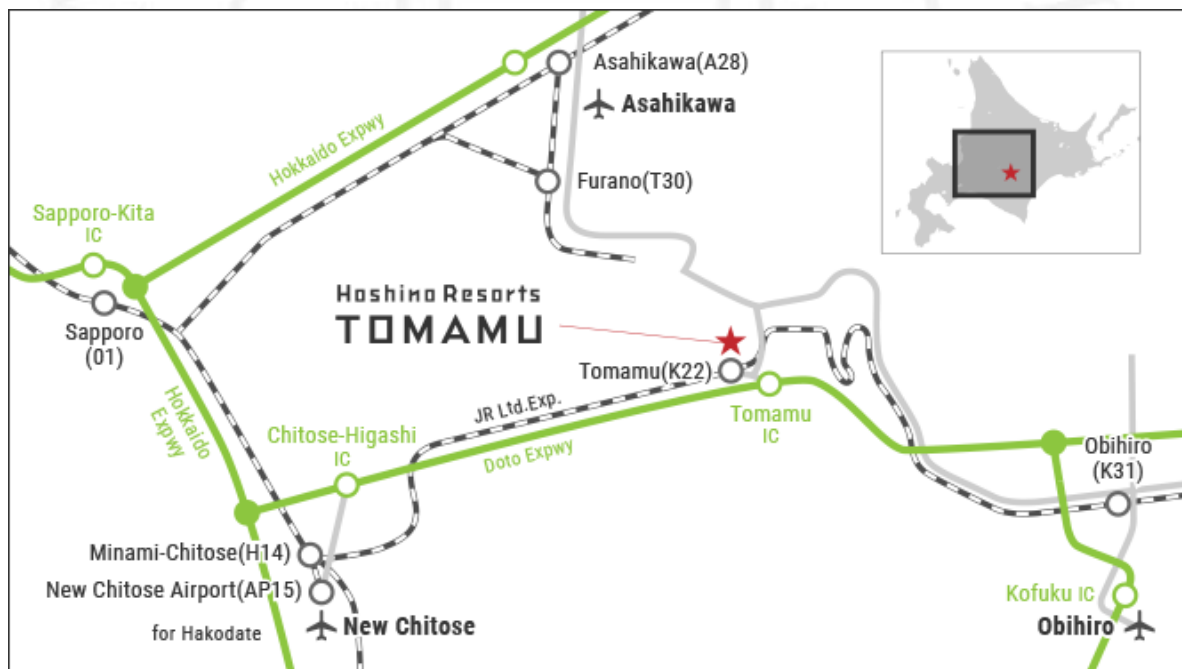 Asahikawa(A28)
Asahikawa
Hokkaido Expwy
Furano(T30)
Sapporo-Kita
IC
Sapporo
(01)
Hoshino Resorts
TOMAMU
Tomamu(K22)
Tomamu
IC
JR Ltd.Exp.
Hokkaido
Expwy
Chitose-Higashi
IC
Doto Expwy
Obihiro
(K31)
Minami-Chitose(H14)
New Chitose Airport(AP15)
for Hakodate
New Chitose
Kofuku IC
Obihiro